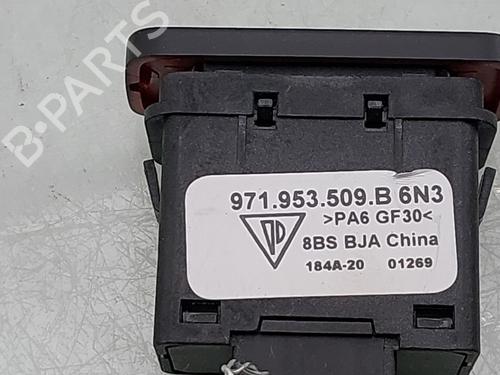 B-PARTS
971.953.509.B 6N3
>PA6 GF30<
8BS BJA China
184A-20 01269